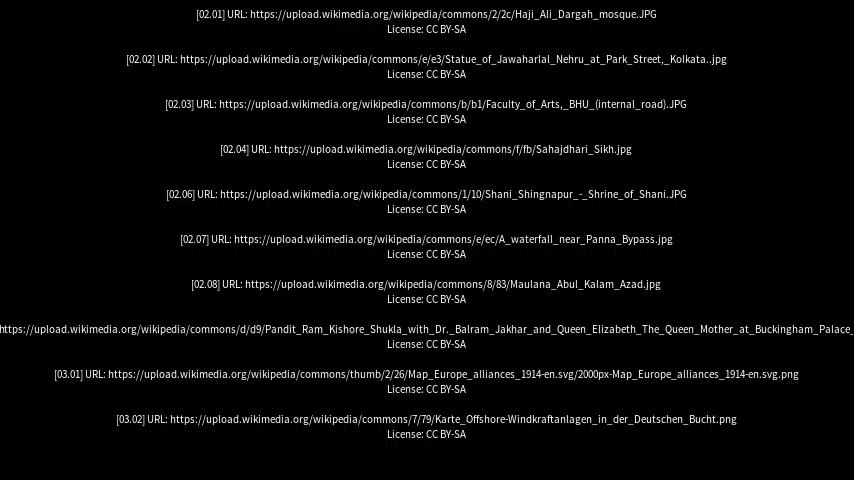 [02.01] URL: https://upload.wikimedia.org/wikipedia/commons/2/2c/Haji_Ali_Dargah_mosque.JPG
License: CC BY-SA
[02.02] URL: https://upload.wikimedia.org/wikipedia/commons/e/e3/Statue_of_Jawaharlal_Nehru_at_Park_Street,_Kolkata..jpg
License: CC BY-SA
[02.03] URL: https://upload.wikimedia.org/wikipedia/commons/b/b1/Faculty_of_Arts,_BHU_(internal_road).JPG
License: CC BY-SA
[02.04] URL: https://upload.wikimedia.org/wikipedia/commons/f/fb/Sahajdhari_Sikh.jpg
License: CC BY-SA
[02.06] URL: https://upload.wikimedia.org/wikipedia/commons/1/10/Shani_Shingnapur_-_Shrine_of_Shani.JPG
License: CC BY-SA
[02.07] URL: https://upload.wikimedia.org/wikipedia/commons/e/ec/A_waterfall_near_Panna_Bypass.jpg
License: CC BY-SA
[02.08] URL: https://upload.wikimedia.org/wikipedia/commons/8/83/Maulana_Abul_Kalam_Azad.jpg
License: CC BY-SA
https://upload.wikimedia.org/wikipedia/commons/d/d9/Pandit_Ram_Kishore_Shukla_with_Dr._Balram_Jakhar_and_Queen_Elizabeth_The_Queen_Mother_at_Buckingham_Palace_
License: CC BY-SA
[03.01] URL: https://upload.wikimedia.org/wikipedia/commons/thumb/2/26/Map_Europe_alliances_1914-en.svg/2000px-Map_Europe_alliances_1914-en.svg.png
License: CC BY-SA
[03.02] URL: https://upload.wikimedia.org/wikipedia/commons/7/79/Karte_Offshore-Windkraftanlagen_in_der_Deutschen_Bucht.png
License: CC BY-SA